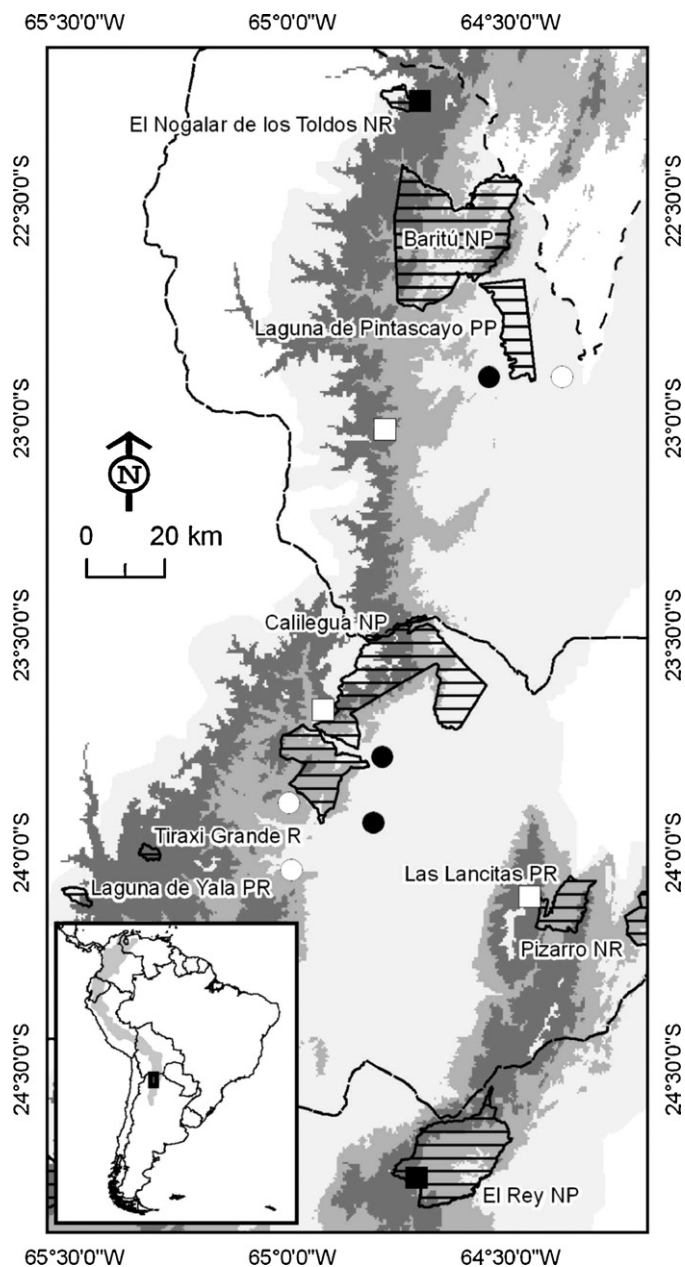 65°30'0"W 65°0'0"W 64°30'0"W
El Nogalar de los Toldos NR
22°30'0"S 22°30'0"S
Baritú NP
Laguna de Pintascayo PP
23°0'0"S 23°0'0"S
N
0 20 km
23°30'0"S 23°30'0"S
Calilegua NP
24°0'0"S 24°0'0"S
Tiraxi Grande R
Las Lancitas PR
Laguna de Yala PR
Pizarro NR
24°30'0"S 24°30'0"S
El Rey NP
65°30'0"W 65°0'0"W 64°30'0"W